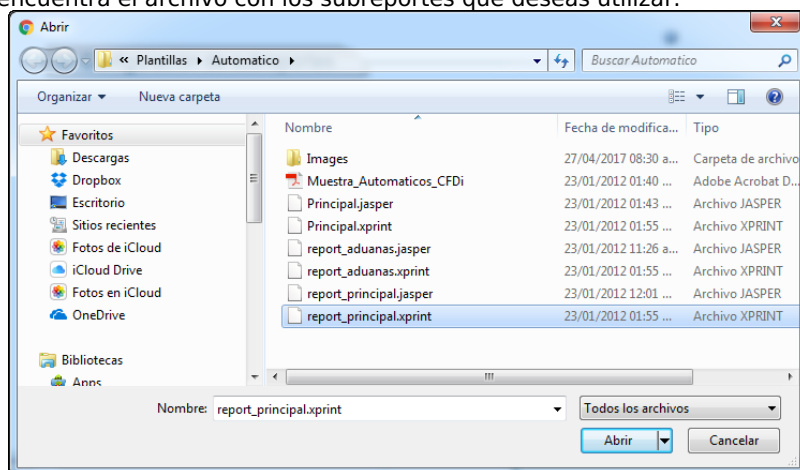 encuentra el archivo con los subreportes que deseas utilizar.
Abrir
« Plantillas Automatico
Buscar Automatico
Organizar
Nueva carpeta
Favoritos
Descargas
Dropbox
Escritorio
Sitios recientes
Fotos de iCloud
iCloud Drive
Fotos en iCloud
OneDrive
Bibliotecas
Apps
Nombre Fecha de modifica... Tipo
Images 27/04/2017 08:30 a... Carpeta de archivo
Muestra_Automaticos_CFDi 23/01/2012 01:40 ... Adobe Acrobat D...
Principal.jasper 23/01/2012 01:43 ... Archivo JASPER
Principal.xprint 23/01/2012 01:55 ... Archivo XPRINT
report_aduanas.jasper 23/01/2012 11:26 a... Archivo JASPER
report_aduanas.xprint 23/01/2012 01:55 ... Archivo XPRINT
report_principal.jasper 23/01/2012 12:01 ... Archivo JASPER
report_principal.xprint 23/01/2012 01:55 ... Archivo XPRINT
Nombre: report_principal.xprint
Todos los archivos
Abrir
Cancelar